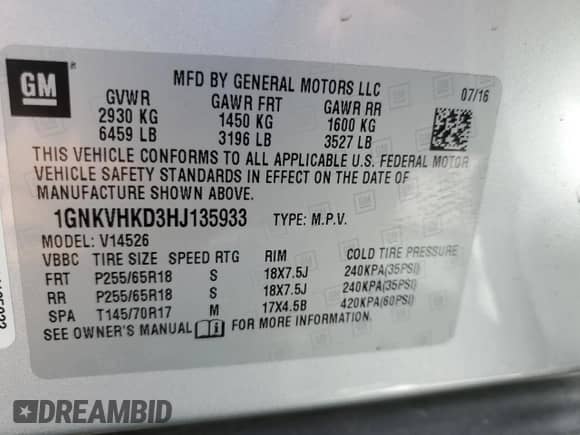 GM
MFD BY GENERAL MOTORS LLC
07/16
GVWR GAWR FRT GAWR RR
2930 KG 1450 KG 1600 KG
6459 LB 3196 LB 3527 LB
THIS VEHICLE CONFORMS TO ALL APPLICABLE U.S. FEDERAL MOTOR
VEHICLE SAFETY STANDARDS IN EFFECT ON THE DATE OF
MANUFACTURE SHOWN ABOVE.
1GNKVHKD3HJ135933 TYPE: M.P.V.
MODEL: V14526
VBBC TIRE SIZE SPEED RTG RIM COLD TIRE PRESSURE
FRT P255/65R18 S 18X7.5J 240KPA(35PSI)
RR P255/65R18 S 18X7.5J 240KPA(35PSI)
SPA T145/70R17 M 17X4.5B 420KPA(60PSI)
SEE OWNER'S MANUAL FOR MORE INFORMATION.
DREAMBID